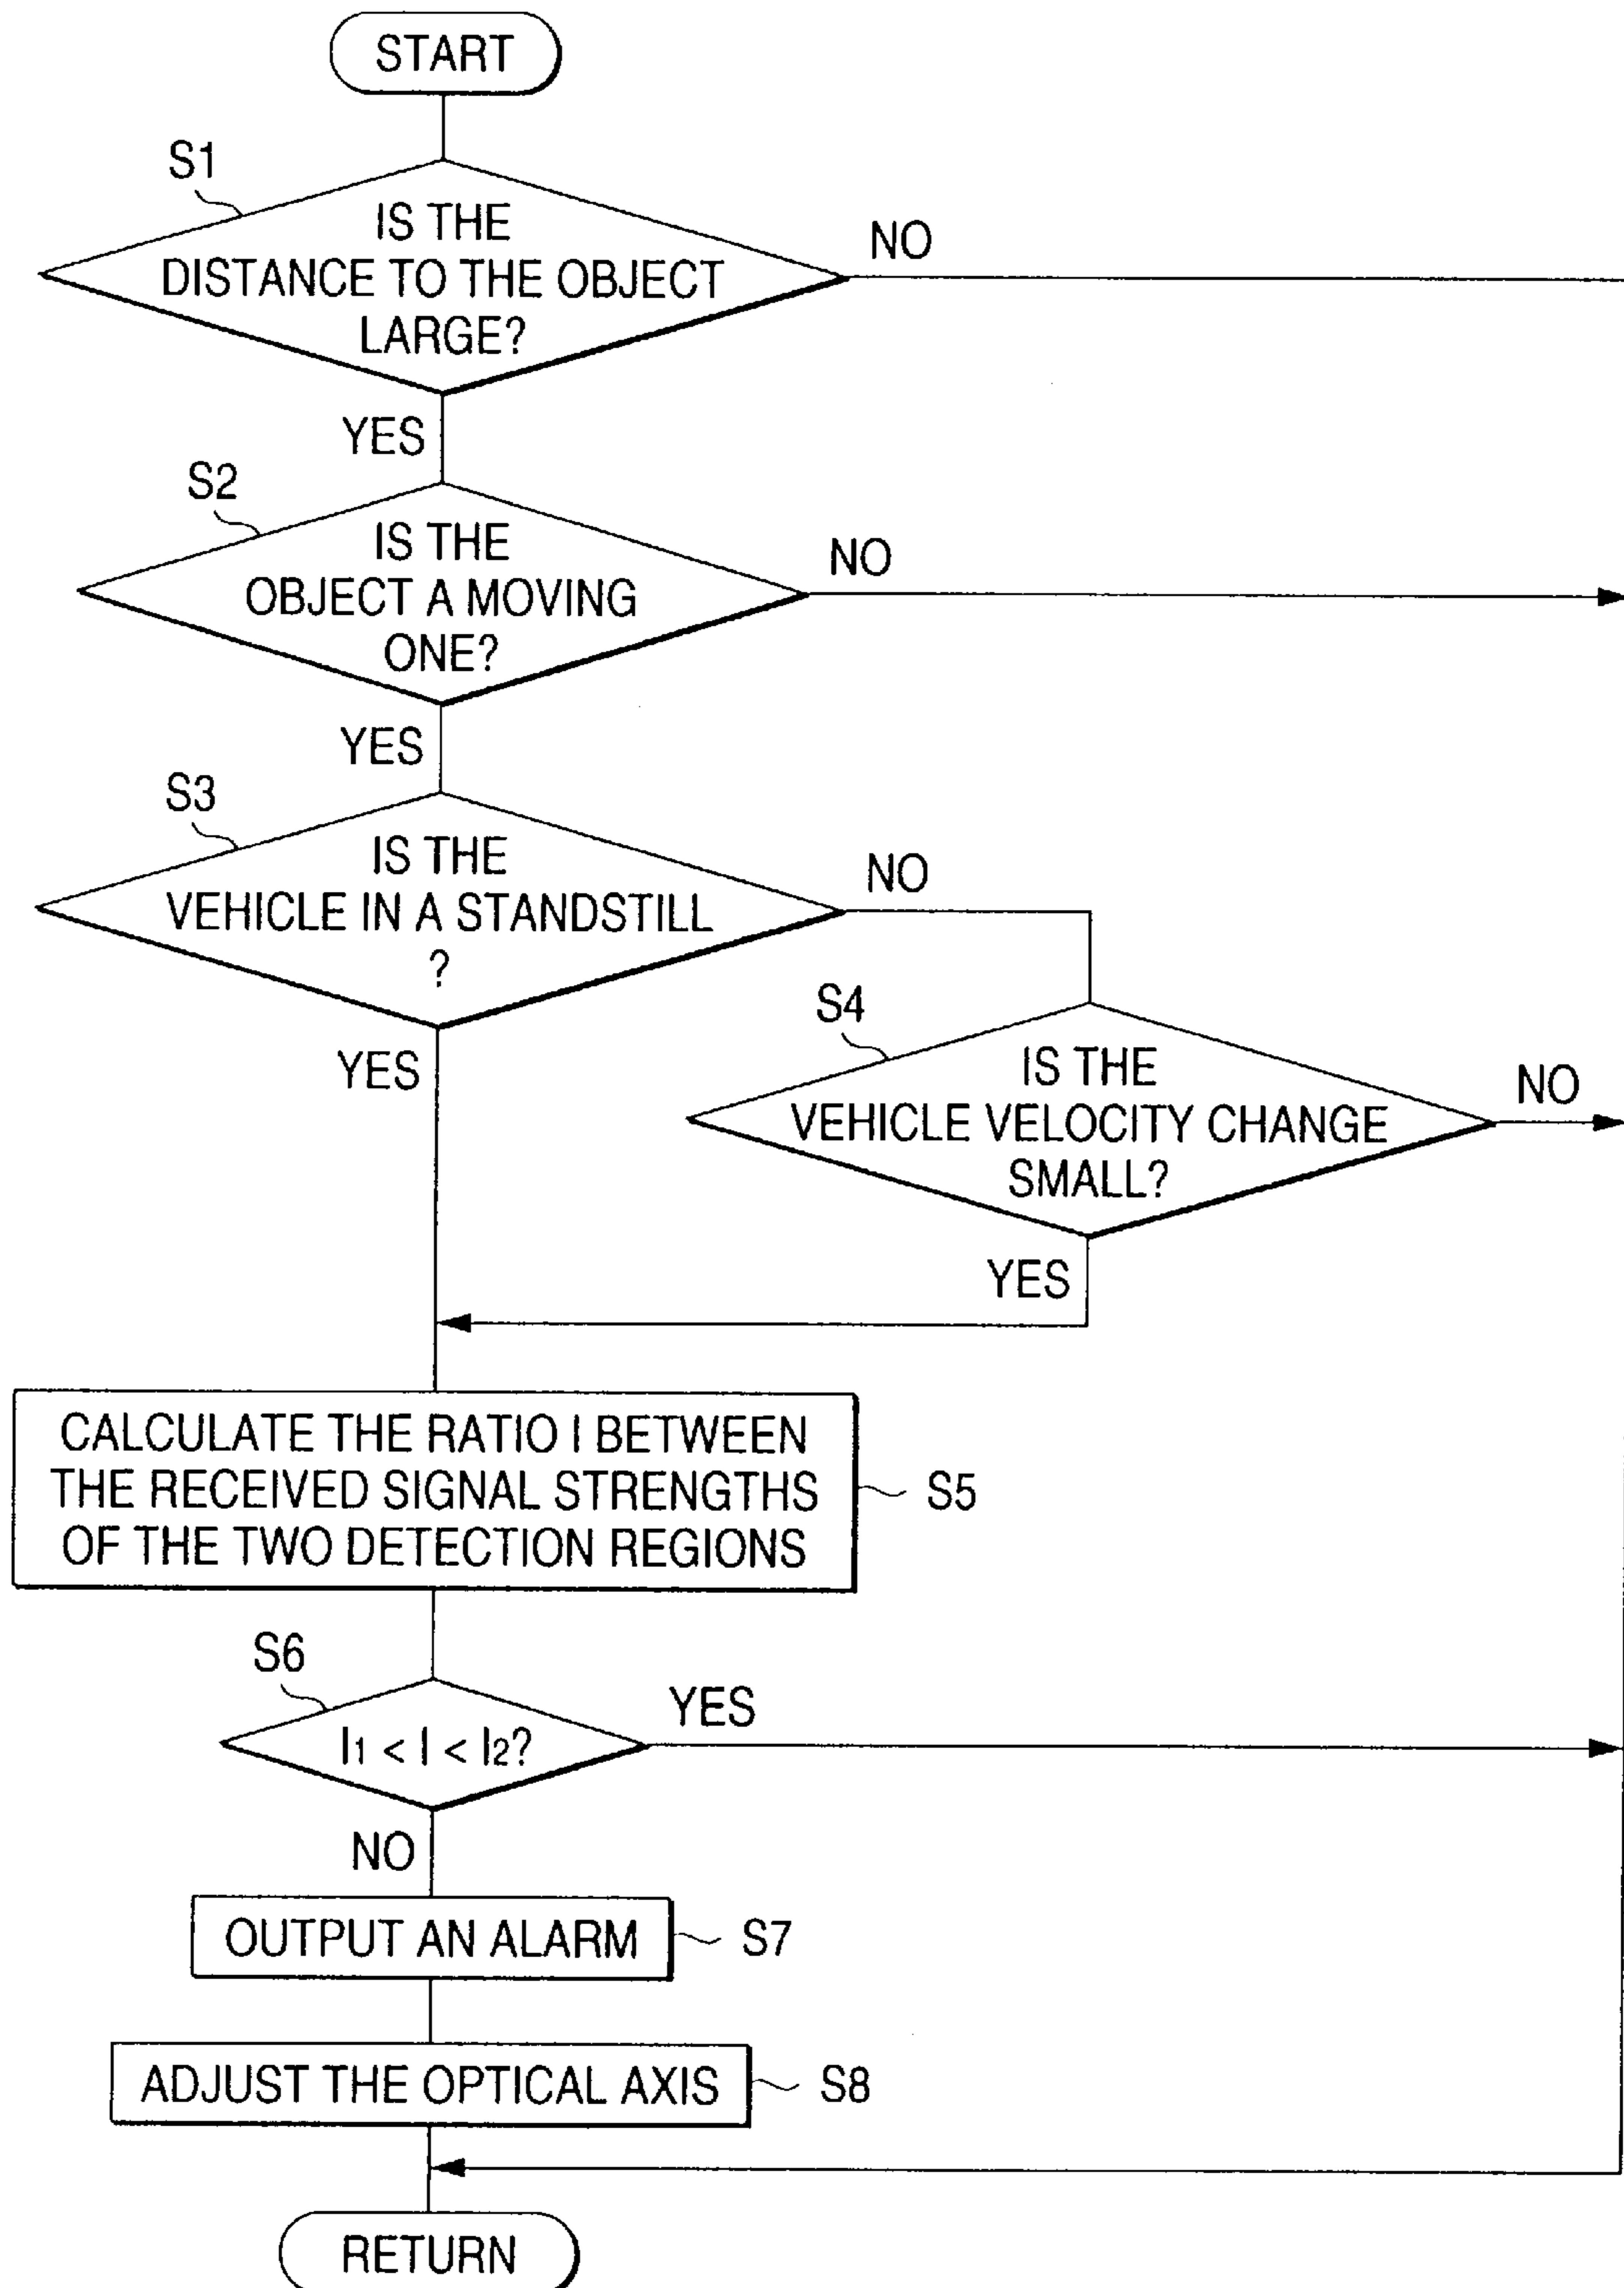 START
S1
IS THE
DISTANCE TO THE OBJECT
LARGE?
NO
YES
S2
IS THE
OBJECT A MOVING
ONE?
NO
YES
S3
IS THE
VEHICLE IN A STANDSTILL
?
NO
YES
S4
IS THE
VEHICLE VELOCITY CHANGE
SMALL?
NO
YES
CALCULATE THE RATIO I BETWEEN
THE RECEIVED SIGNAL STRENGTHS
OF THE TWO DETECTION REGIONS
S5
S6
I1 < I < I2?
YES
NO
OUTPUT AN ALARM
S7
ADJUST THE OPTICAL AXIS
S8
RETURN